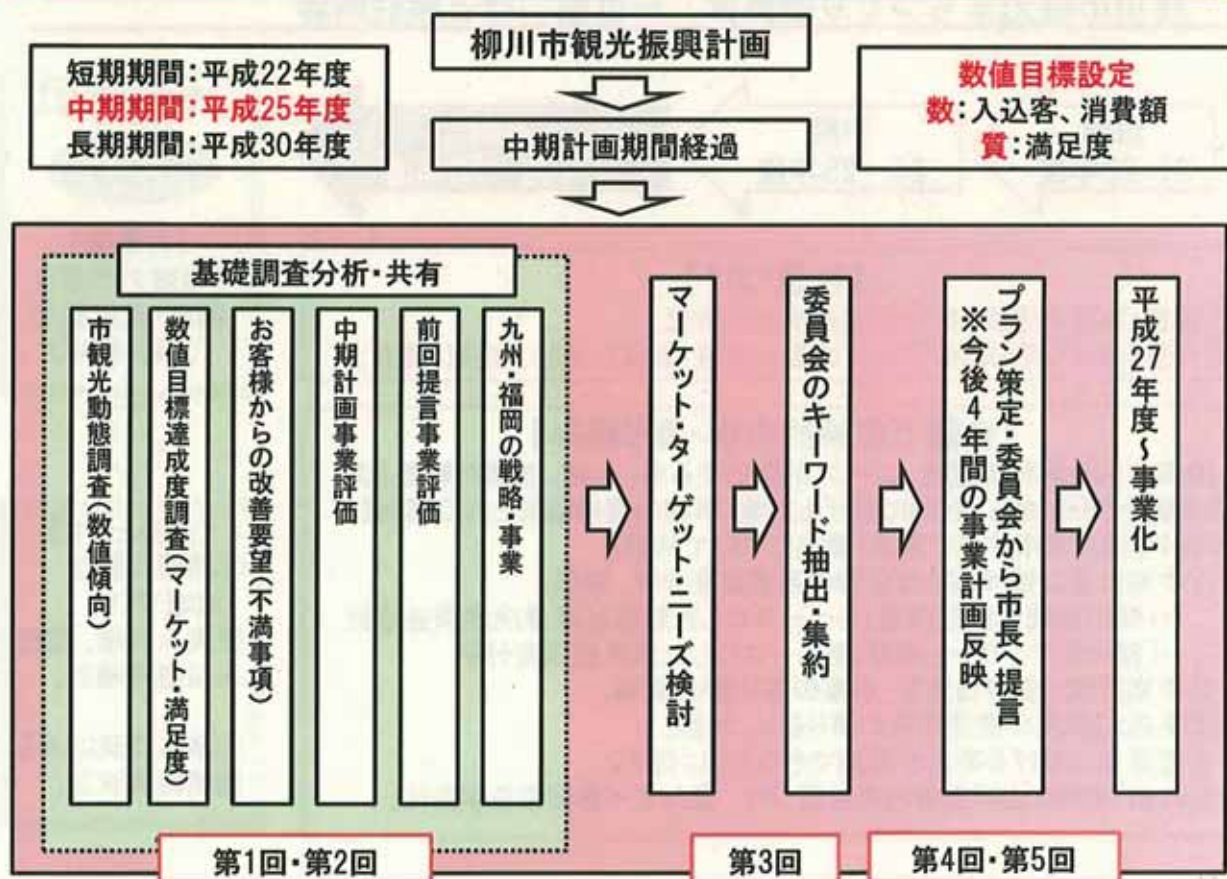 柳川市観光振興計画
短期期間:平成22年度
中期期間:平成25年度
長期期間:平成30年度
中期計画期間経過
数値目標設定
数:入込客、消費額
質:満足度
基礎調査分析・共有
市観光動態調査(数値傾向)
数値目標達成度調査(マーケット・満足度)
お客様からの改善要望(不満事項)
中期計画事業評価
前回提言事業評価
九州・福岡の戦略・事業
マーケット・ターゲット・ニーズ検討
委員会のキーワード抽出・集約
プラン策定・委員会から市長へ提言
※今後4年間の事業計画反映
平成27年度~事業化
第1回・第2回
第3回
第4回・第5回